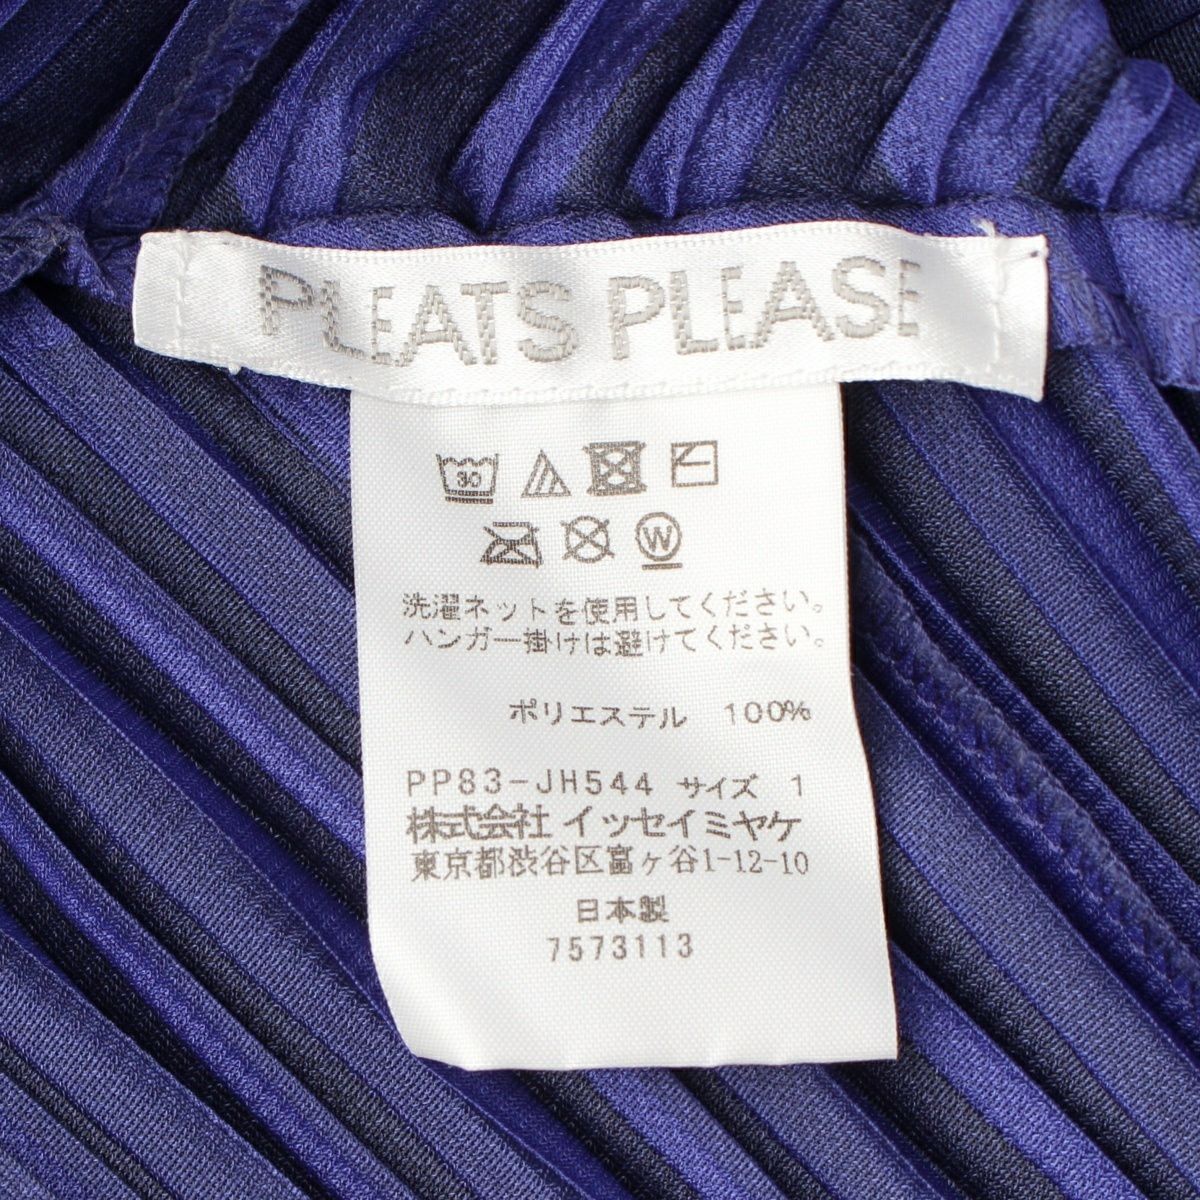 PLEATS PLEASE
30
W
洗濯ネットを使用してください。
ハンガー掛けは避けてください。
ポリエステル 100%
PP83-JH544 サイズ 1
株式会社 イッセイミヤケ
東京都渋谷区富ヶ谷1-12-10
日本製
7573113